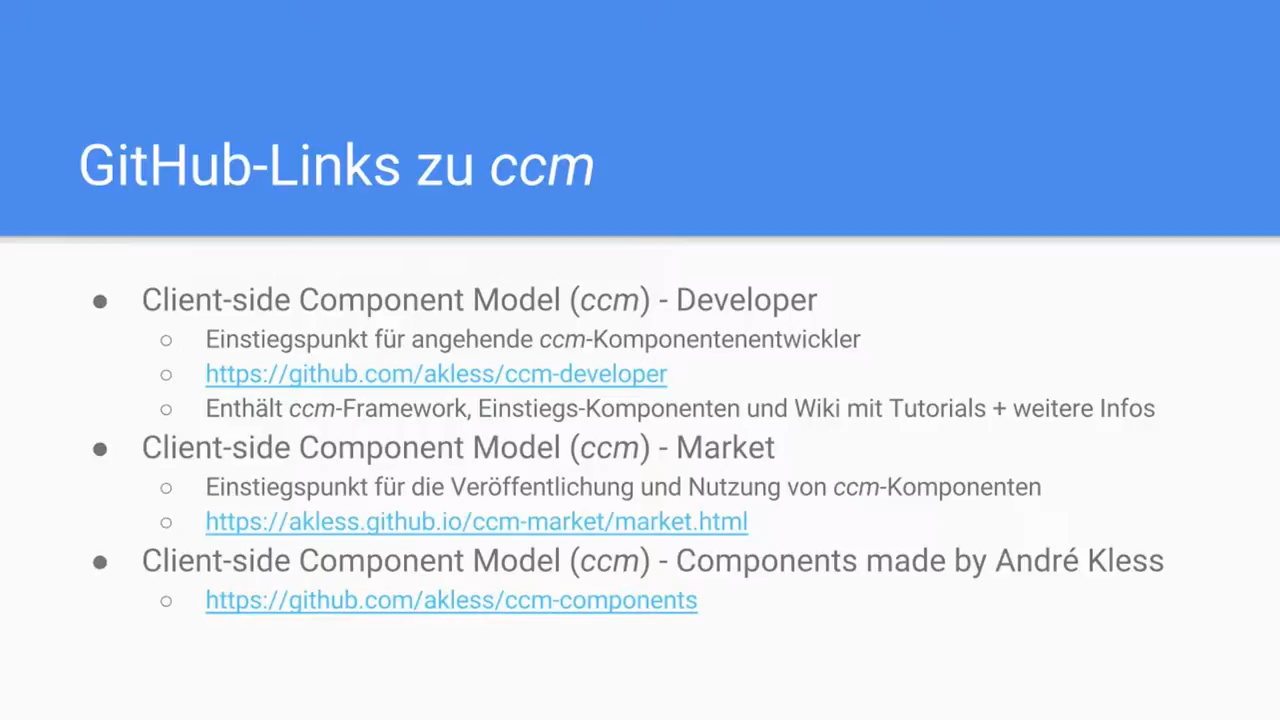 GitHub-Links zu ccm
● Client-side Component Model (ccm) - Developer
○ Einstiegspunkt für angehende ccm-Komponentenentwickler
○ https://github.com/akless/ccm-developer
○ Enthält ccm-Framework, Einstiegs-Komponenten und Wiki mit Tutorials + weitere Infos
● Client-side Component Model (ccm) - Market
○ Einstiegspunkt für die Veröffentlichung und Nutzung von ccm-Komponenten
○ https://akless.github.io/ccm-market/market.html
● Client-side Component Model (ccm) - Components made by André Kless
○ https://github.com/akless/ccm-components